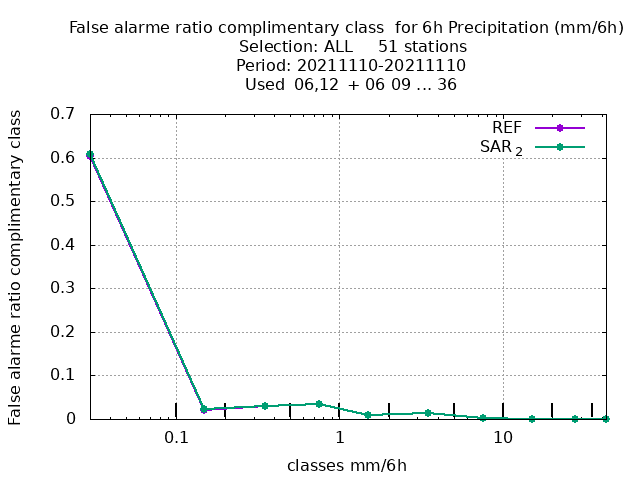 False alarme ratio complimentary class  for 6h Precipitation (mm/6h)
Selection: ALL     51 stations
Period: 20211110-20211110
Used  06,12  + 06 09 ... 36
False alarme ratio complimentary class
0.7
0.6
0.5
0.4
0.3
0.2
0.1
0
REF
SAR 2
0.1
1
10
classes mm/6h